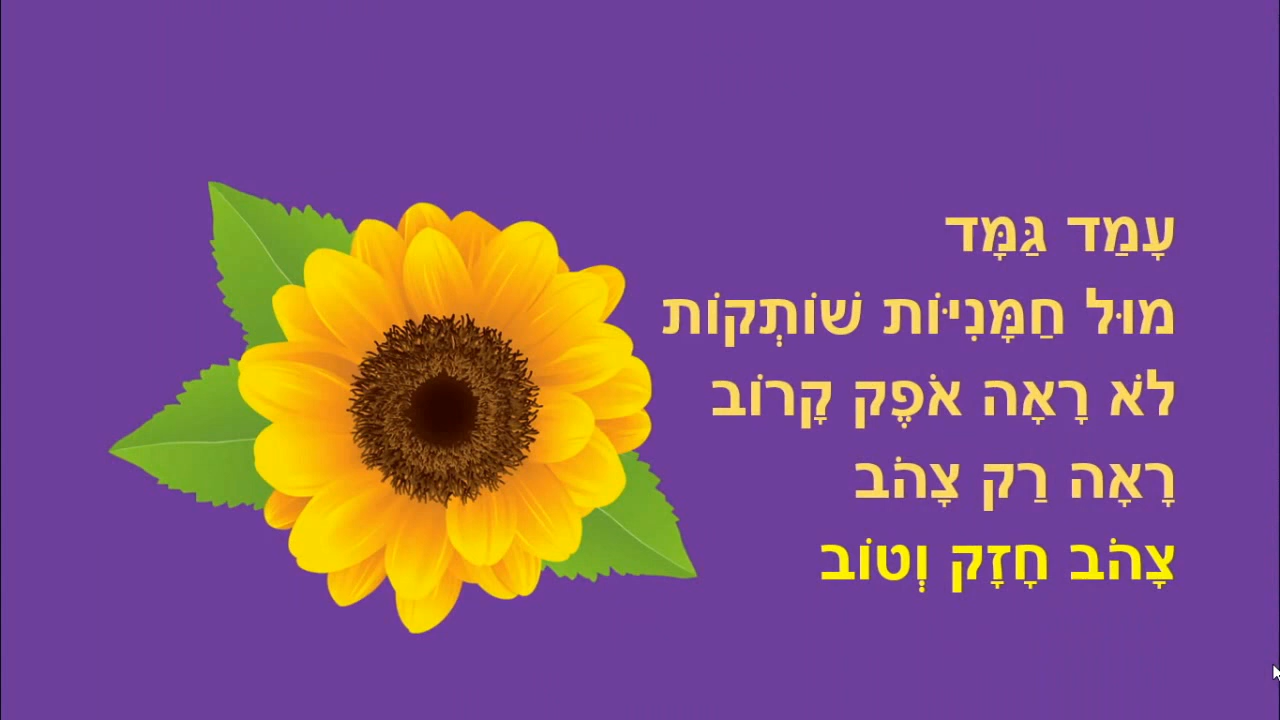 עָמַד גַּמָּד
מוּל חַמָּנִיּוֹת שׁוֹתְקוֹת
לֹא רָאָה אֹפֶק קָרוֹב
רָאָה רַק צָהֹב
צָהֹב חָזָק וְטוֹב